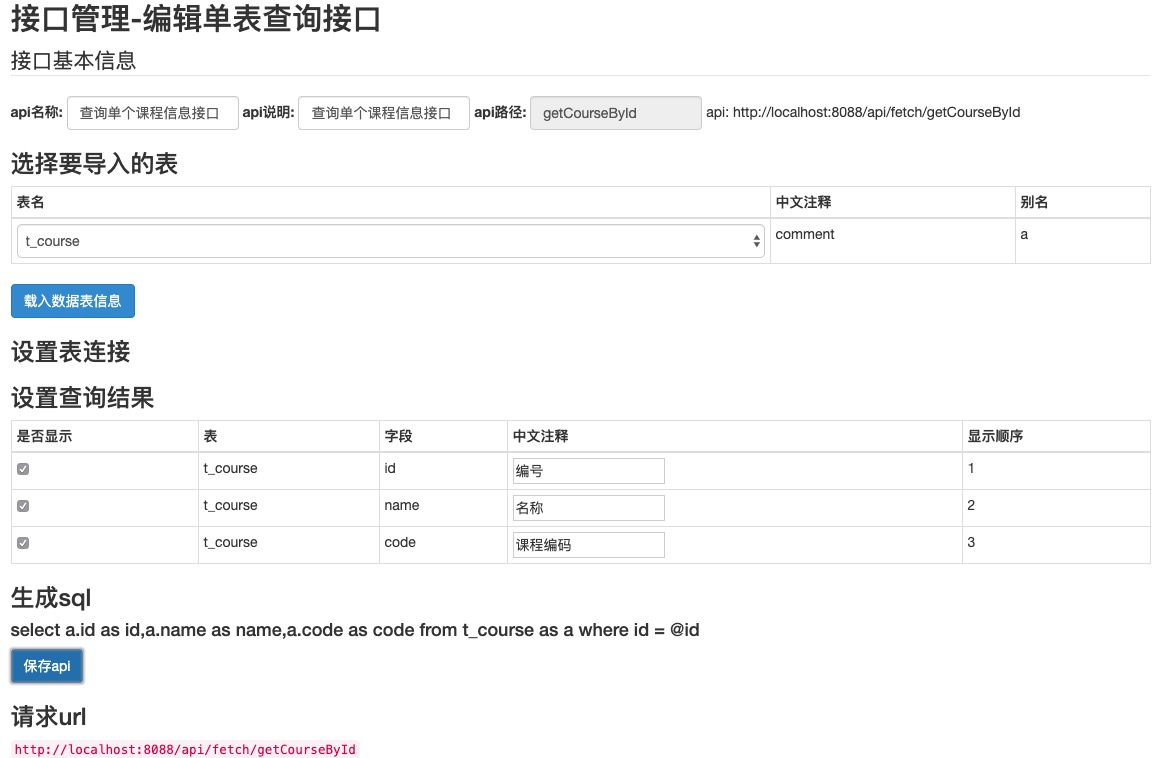 接口管理-编辑单表查询接口
接口基本信息
api名称: 查询单个课程信息接口 api说明: 查询单个课程信息接口 api路径: getCourseById api: http://localhost:8088/api/fetch/getCourseById
选择要导入的表
表名 中文注释 别名
t_course comment a
载入数据表信息
设置表连接
设置查询结果
是否显示 表 字段 中文注释 显示顺序
t_course id 编号 1
t_course name 名称 2
t_course code 课程编码 3
生成sql
select a.id as id,a.name as name,a.code as code from t_course as a where id = @id
保存api
请求url
http://localhost:8088/api/fetch/getCourseById